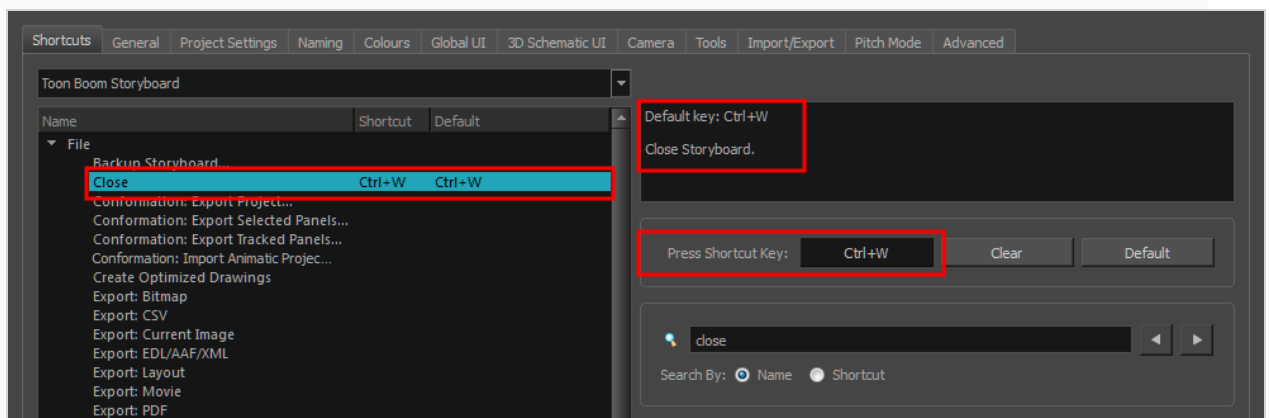 Shortcuts General Project Settings Naming Colours Global UI 3D Schematic UI Camera Tools Import/Export Pitch Mode Advanced
Toon Boom Storyboard
Name Shortcut Default
File
Backup Storyboard...
Close Ctrl+W Ctrl+W
Conformation: Export Project...
Conformation: Export Selected Panels...
Conformation: Export Tracked Panels...
Conformation: Import Animatic Projec...
Create Optimized Drawings
Export: Bitmap
Export: CSV
Export: Current Image
Export: EDL/AAF/XML
Export: Layout
Export: Movie
Export: PDF
Default key: Ctrl+W
Close Storyboard.
Press Shortcut Key: Ctrl+W Clear Default
close
Search By: Name Shortcut